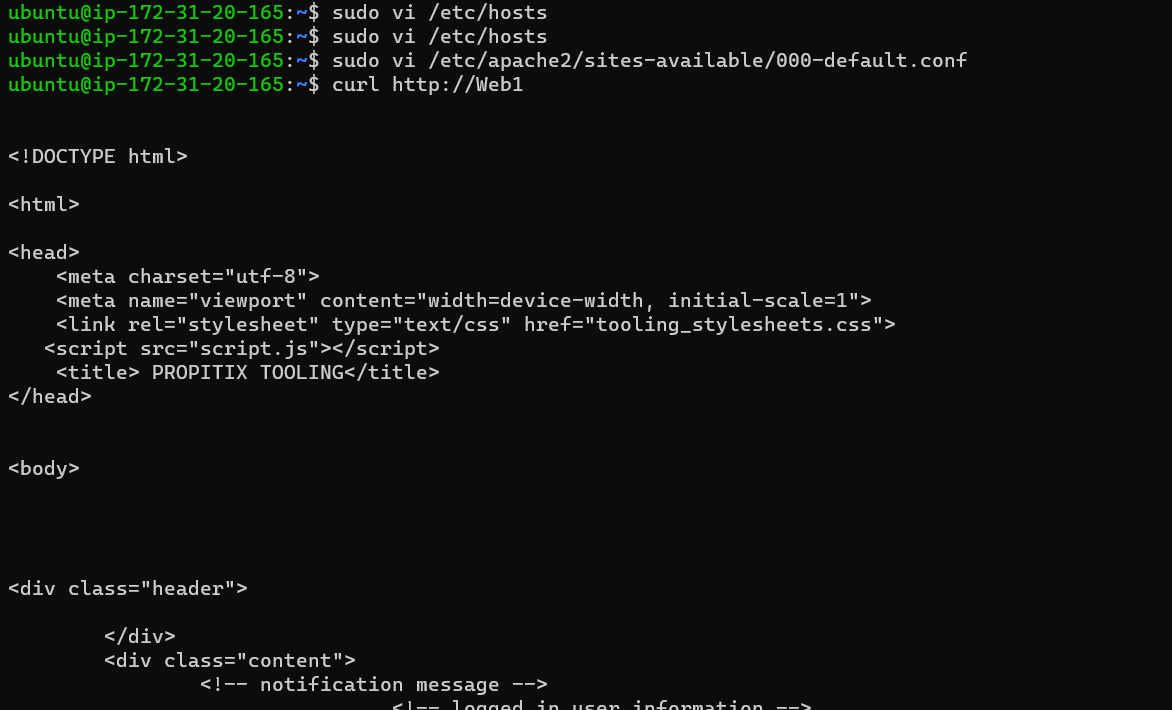 ubuntu@ip-172-31-20-165:~$ sudo vi /etc/hosts
ubuntu@ip-172-31-20-165:~$ sudo vi /etc/hosts
ubuntu@ip-172-31-20-165:~$ sudo vi /etc/apache2/sites-available/000-default.conf
ubuntu@ip-172-31-20-165:~$ curl http://Web1
<!DOCTYPE html>
<html>
<head>
    <meta charset="utf-8">
    <meta name="viewport" content="width=device-width, initial-scale=1">
    <link rel="stylesheet" type="text/css" href="tooling_stylesheets.css">
   <script src="script.js"></script>
    <title> PROPITIX TOOLING</title>
</head>
<body>
<div class="header">
        </div>
        <div class="content">
                <!-- notification message -->
                                <!-- logged in user information -->